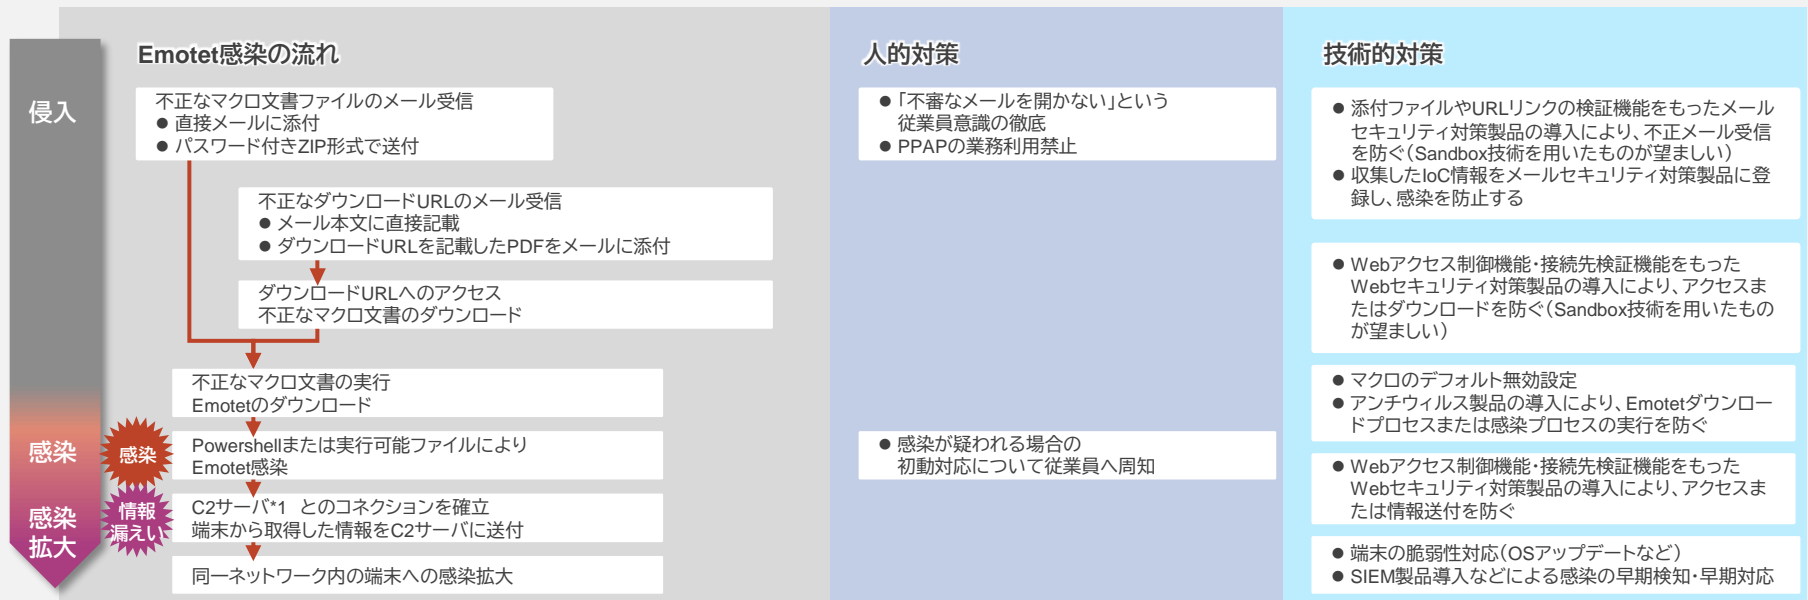 Emotet感染の流れ
人的対策
技術的対策
侵入
不正なマクロ文書ファイルのメール受信
● 直接メールに添付
● パスワード付きZIP形式で送付
● 「不審なメールを開かない」という
従業員意識の徹底
● PPAPの業務利用禁止
● 添付ファイルやURLリンクの検証機能をもったメール
セキュリティ対策製品の導入により、不正メール受信
を防ぐ（Sandbox技術を用いたものが望ましい）
● 収集したIoC情報をメールセキュリティ対策製品に登
録し、感染を防止する
不正なダウンロードURLのメール受信
● メール本文に直接記載
● ダウンロードURLを記載したPDFをメールに添付
ダウンロードURLへのアクセス
不正なマクロ文書のダウンロード
● Webアクセス制御機能・接続先検証機能をもった
Webセキュリティ対策製品の導入により、アクセスま
たはダウンロードを防ぐ（Sandbox技術を用いたもの
が望ましい）
不正なマクロ文書の実行
Emotetのダウンロード
● マクロのデフォルト無効設定
● アンチウィルス製品の導入により、Emotetダウンロー
ドプロセスまたは感染プロセスの実行を防ぐ
感染
感染
Powershellまたは実行可能ファイルにより
Emotet感染
● 感染が疑われる場合の
初動対応について従業員へ周知
● Webアクセス制御機能・接続先検証機能をもった
Webセキュリティ対策製品の導入により、アクセスま
たは情報送付を防ぐ
感染
拡大
情報
漏えい
C2サーバ*1 とのコネクションを確立
端末から取得した情報をC2サーバに送付
同一ネットワーク内の端末への感染拡大
● 端末の脆弱性対応（OSアップデートなど）
● SIEM製品導入などによる感染の早期検知・早期対応